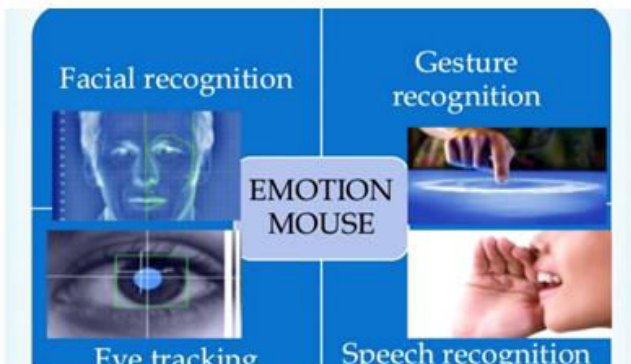 Facial recognition
Gesture
recognition
EMOTION
MOUSE
Eye tracking
Speech recognition